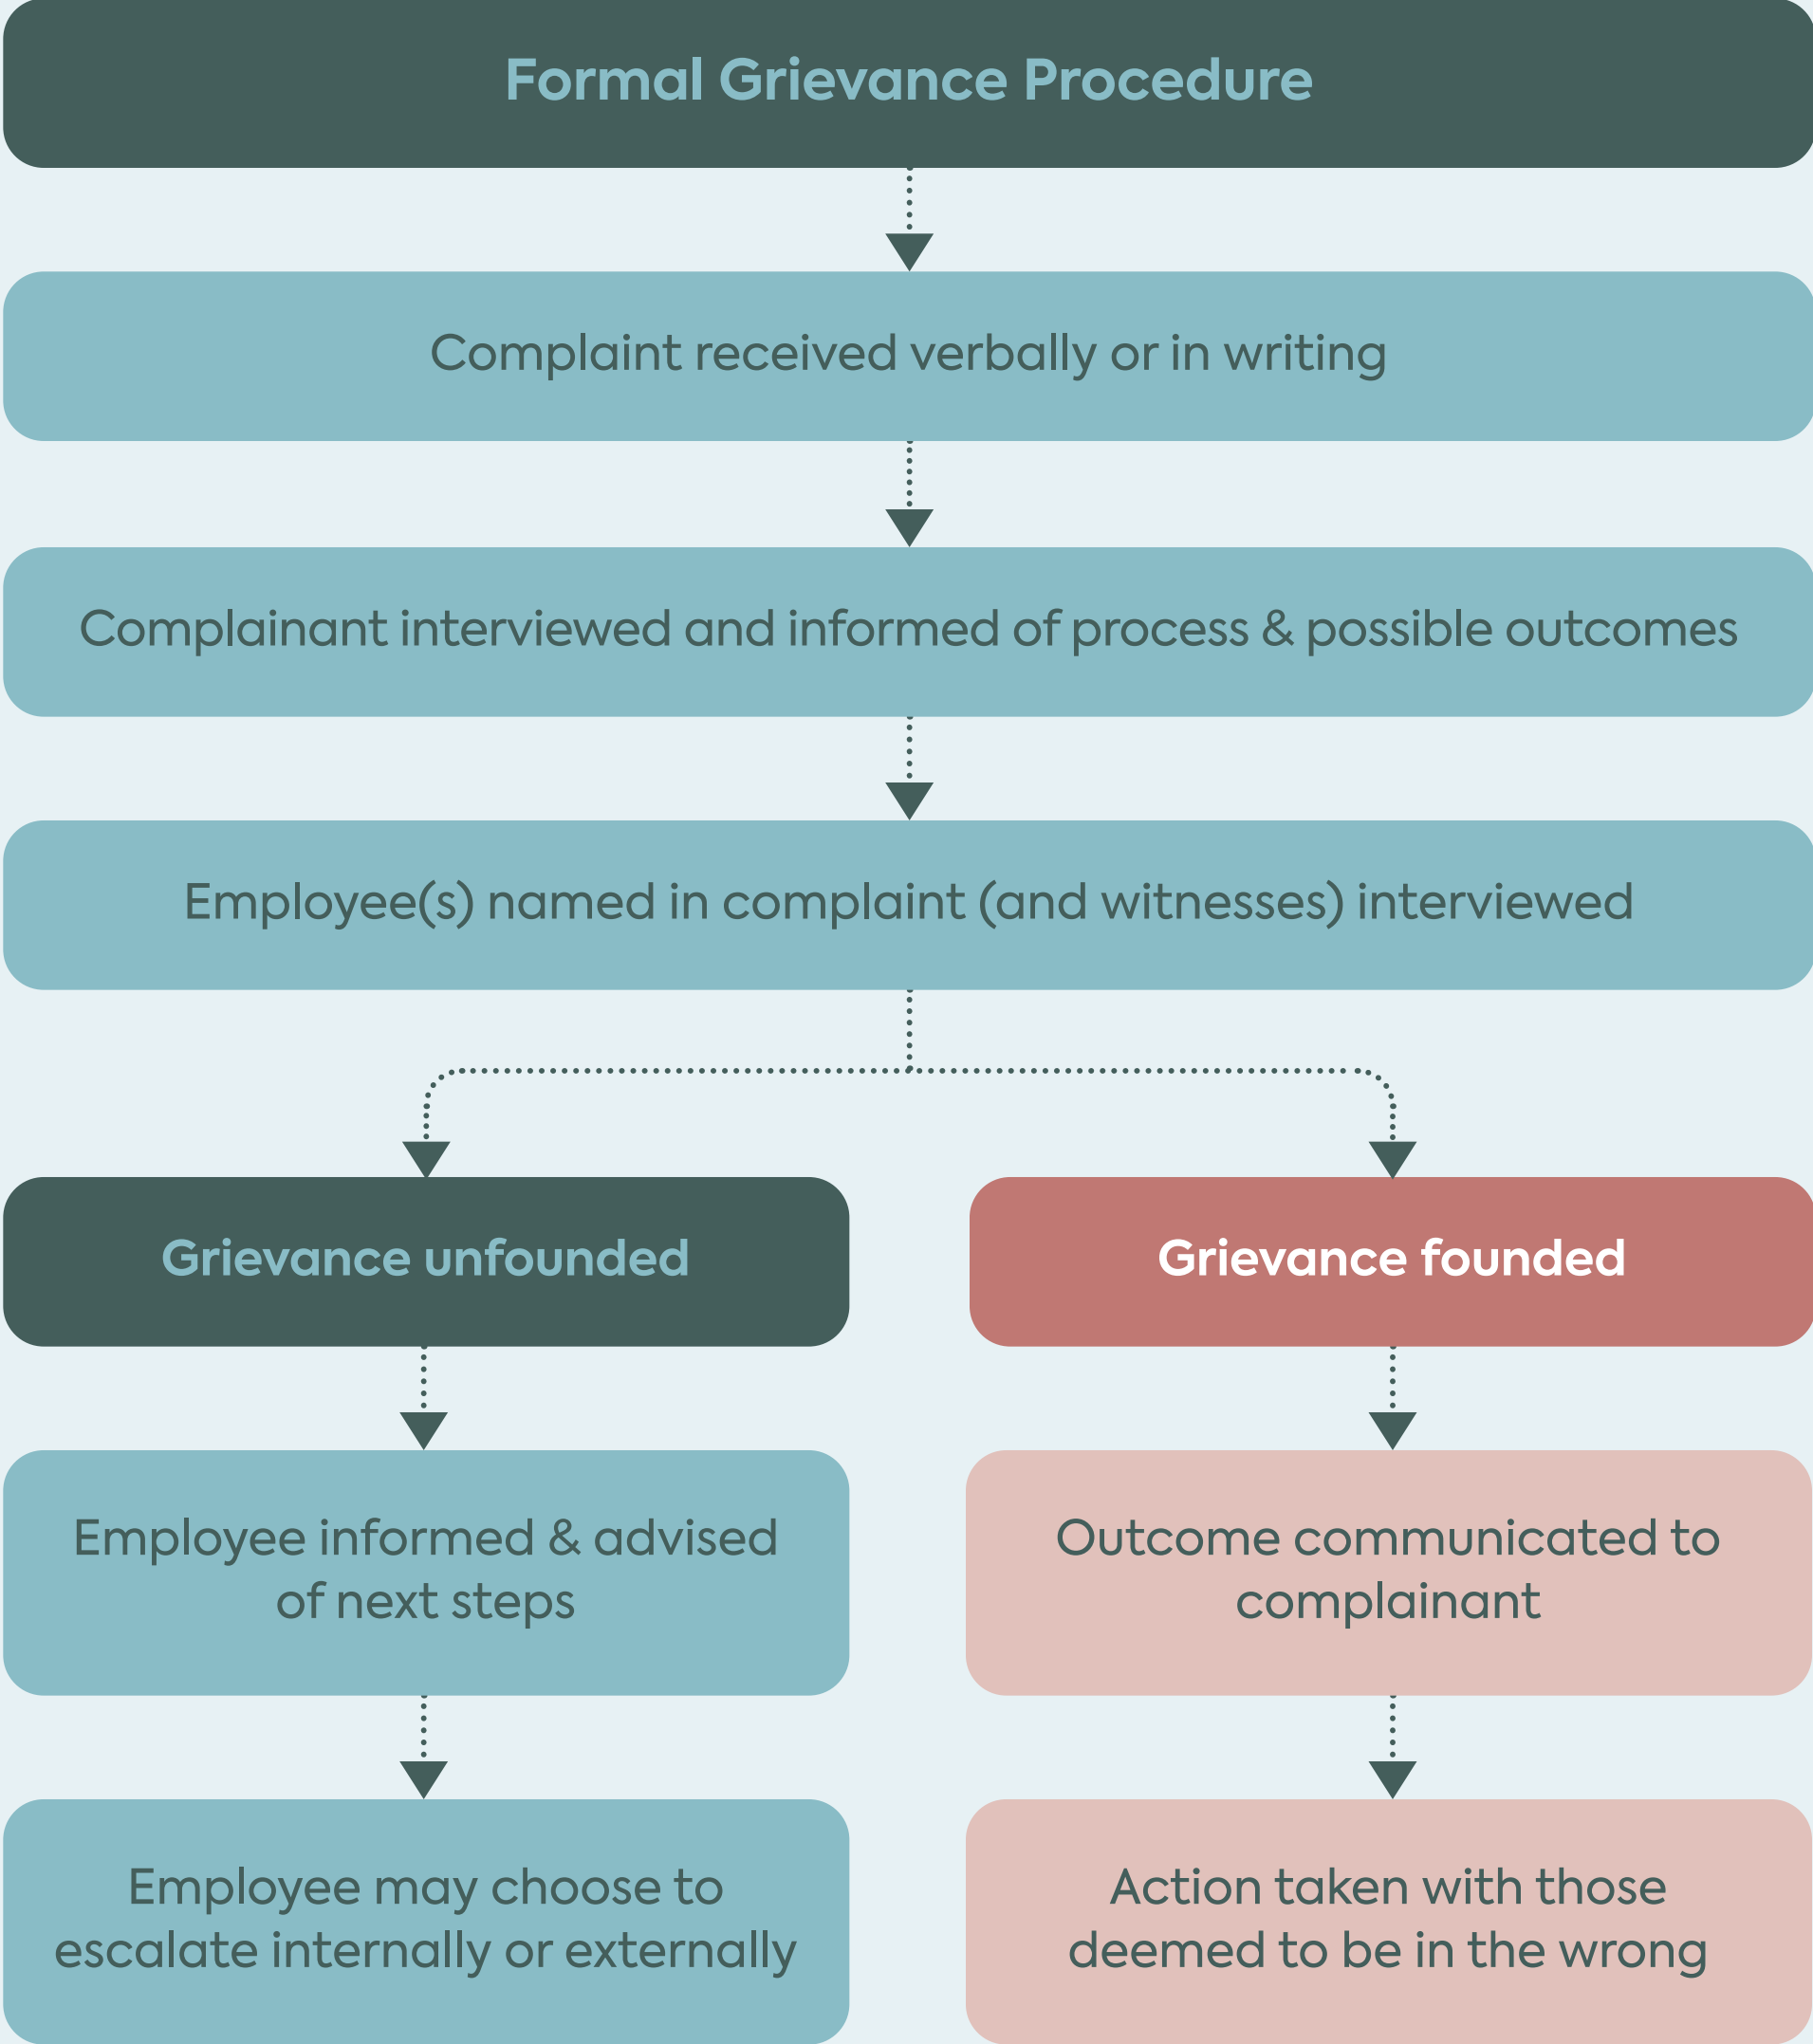 Formal Grievance Procedure
Complaint received verbally or in writing
Complainant interviewed and informed of process & possible outcomes
Employee(s) named in complaint (and witnesses) interviewed
Grievance unfounded
Grievance founded
Employee informed & advised
of next steps
Outcome communicated to
complainant
Employee may choose to
escalate internally or externally
Action taken with those
deemed to be in the wrong